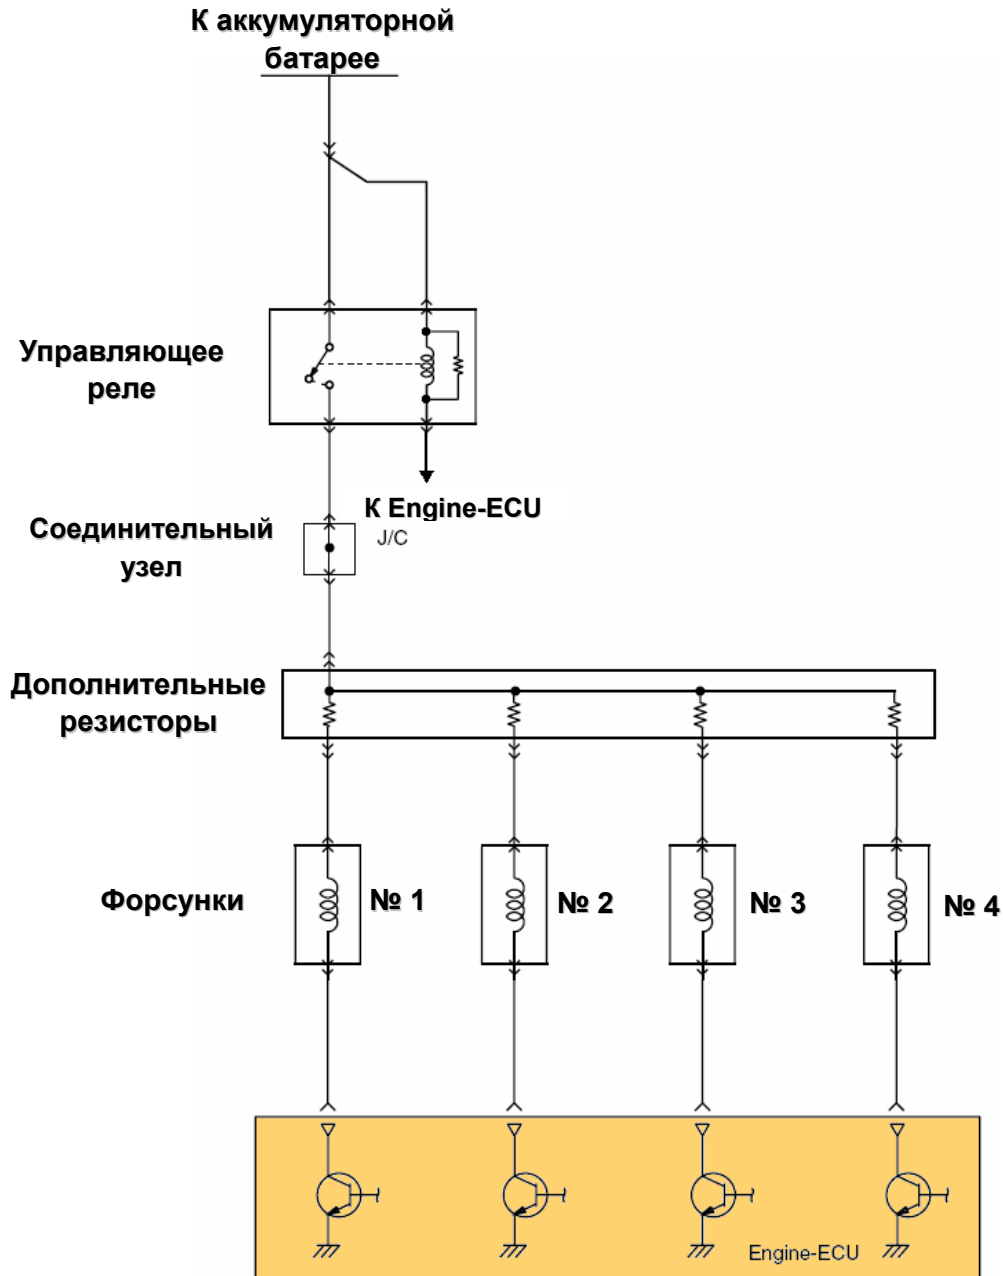 К аккумуляторной
батарее
Управляющее
реле
К Engine-ECU
J/C
Соединительный
узел
Дополнительные
резисторы
Форсунки
№ 1
№ 2
№ 3
№ 4
Engine-ECU